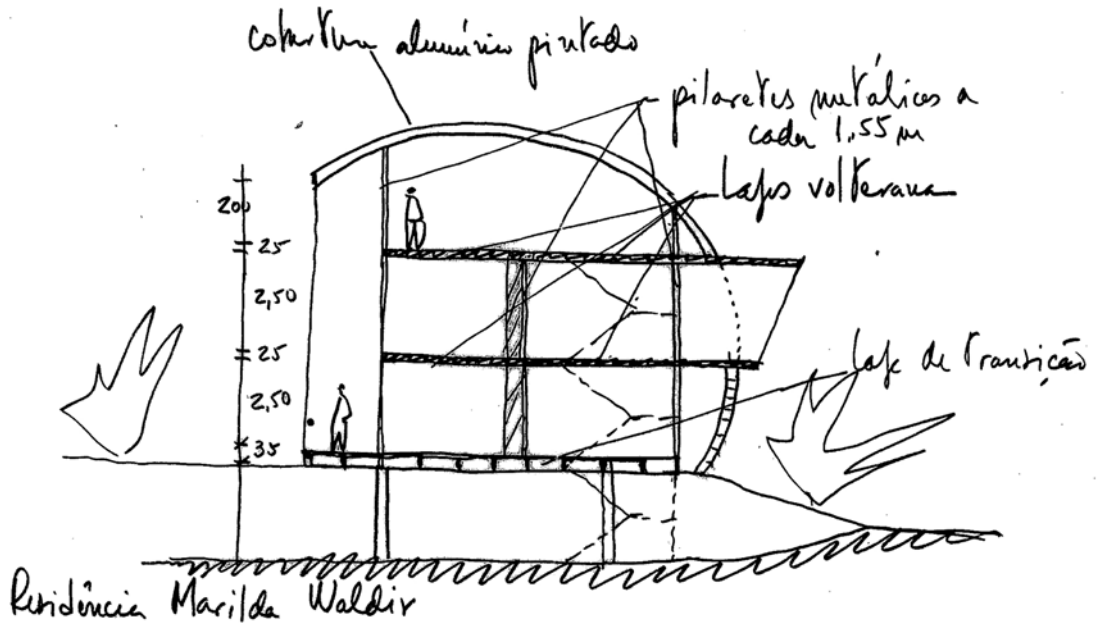 cobertura alumínio pintado
pilaretes metálicos a
cada 1,55 m
Lajes volterana
200
25
2,50
25
2,50
35
laje de transição
Residência Marilda Waldir